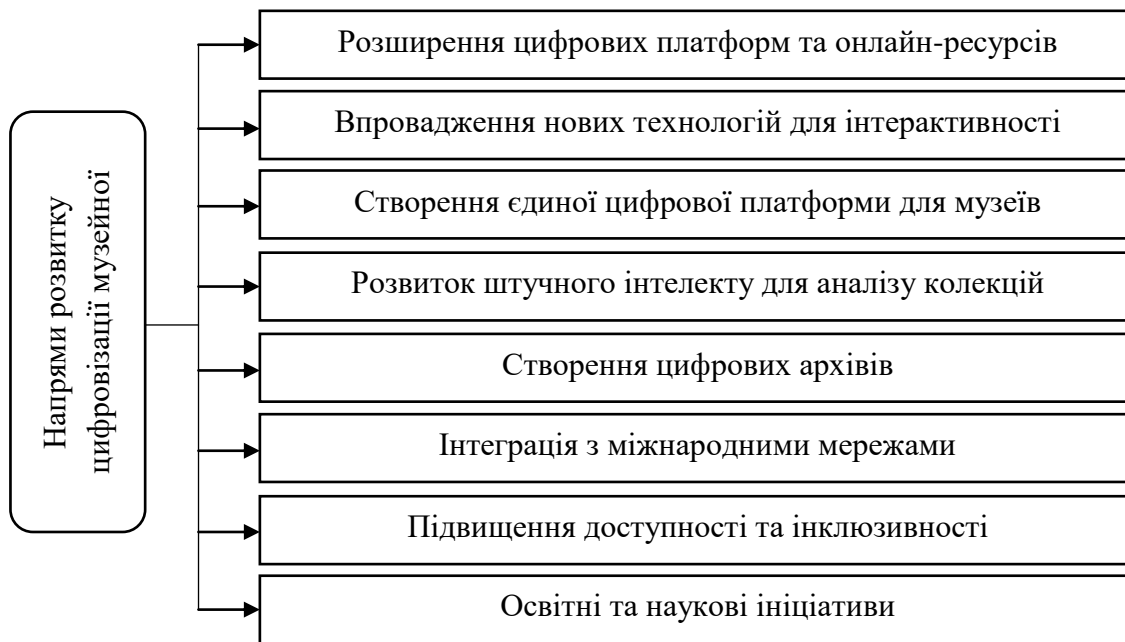 Напрями розвитку
цифровізації музейної
Розширення цифрових платформ та онлайн-ресурсів
Впровадження нових технологій для інтерактивності
Створення єдиної цифрової платформи для музеїв
Розвиток штучного інтелекту для аналізу колекцій
Створення цифрових архівів
Інтеграція з міжнародними мережами
Підвищення доступності та інклюзивності
Освітні та наукові ініціативи